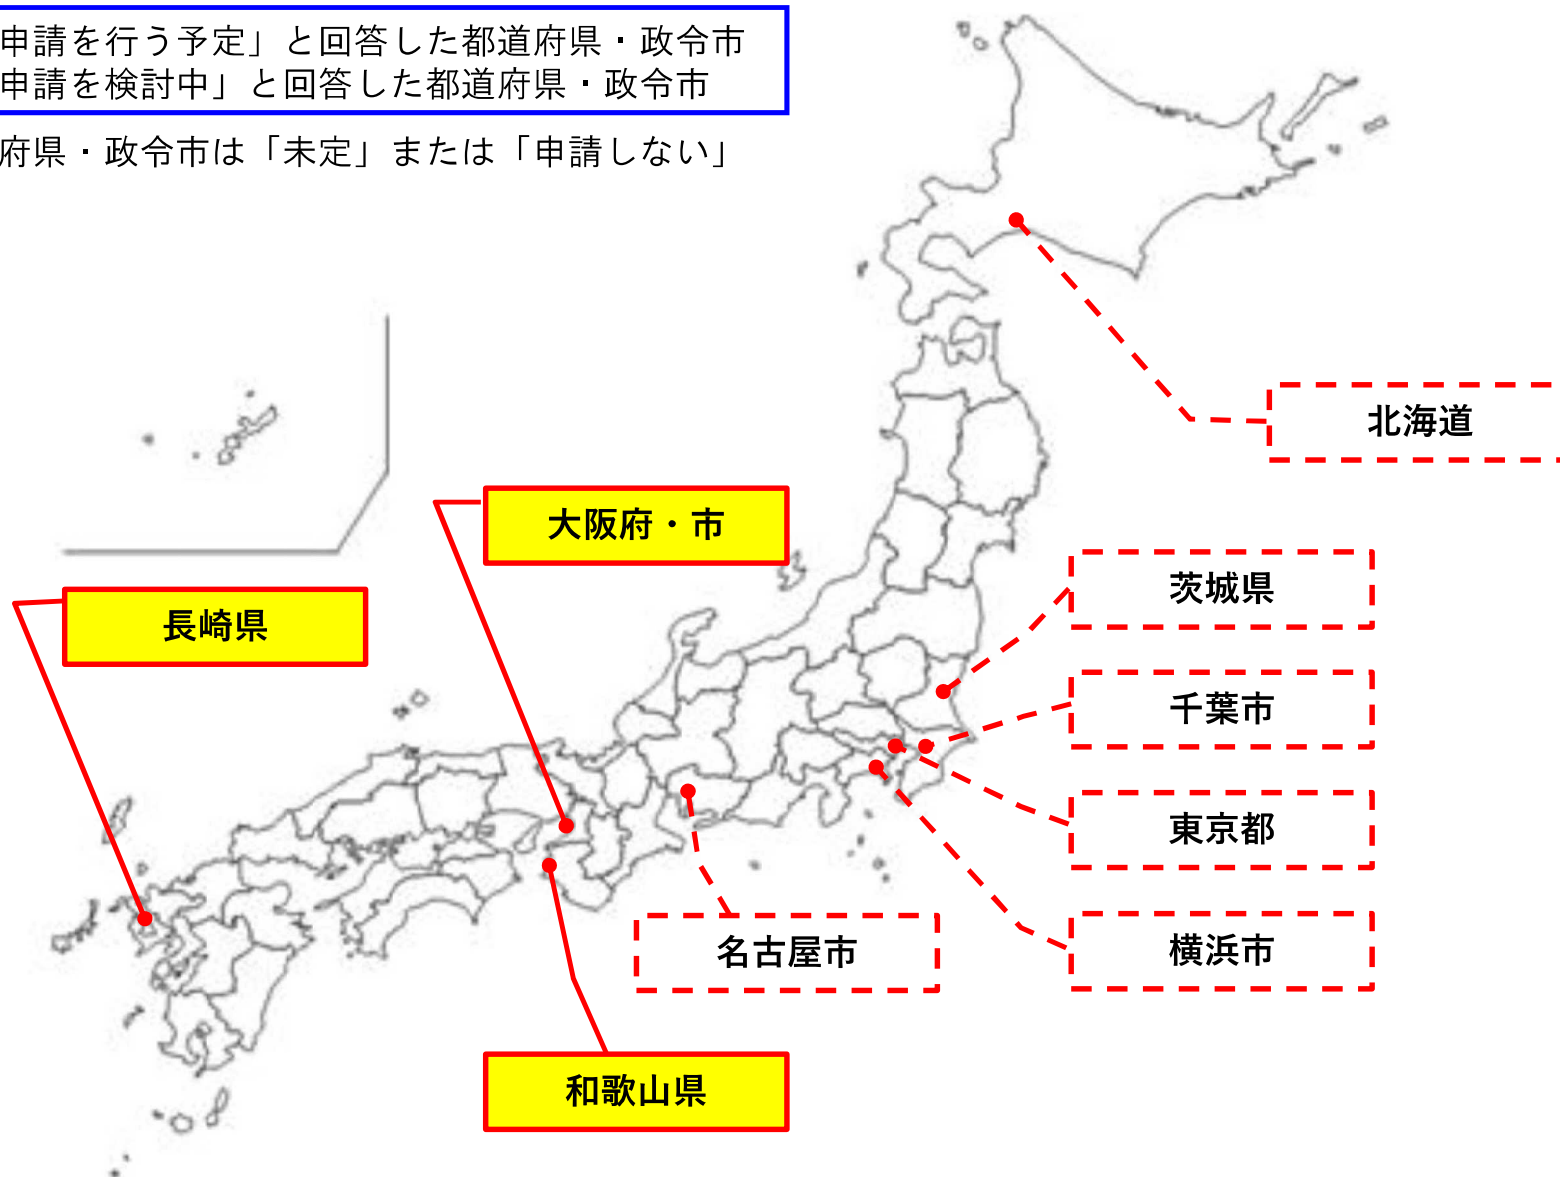 申請を行う予定」と回答した都道府県・政令市
申請を検討中」と回答した都道府県・政令市
府県・政令市は「未定」または「申請しない」
北海道
大阪府・市
茨城県
長崎県
千葉市
東京都
名古屋市
横浜市
和歌山県